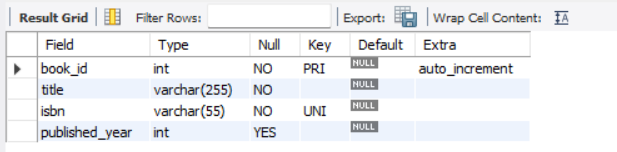 Result Grid Filter Rows: Export: Wrap Cell Content: IA
Field Type Null Key Default Extra
book_id int NO PRI NULL auto_increment
title varchar(255) NO NULL
isbn varchar(55) NO UNI NULL
published_year int YES NULL